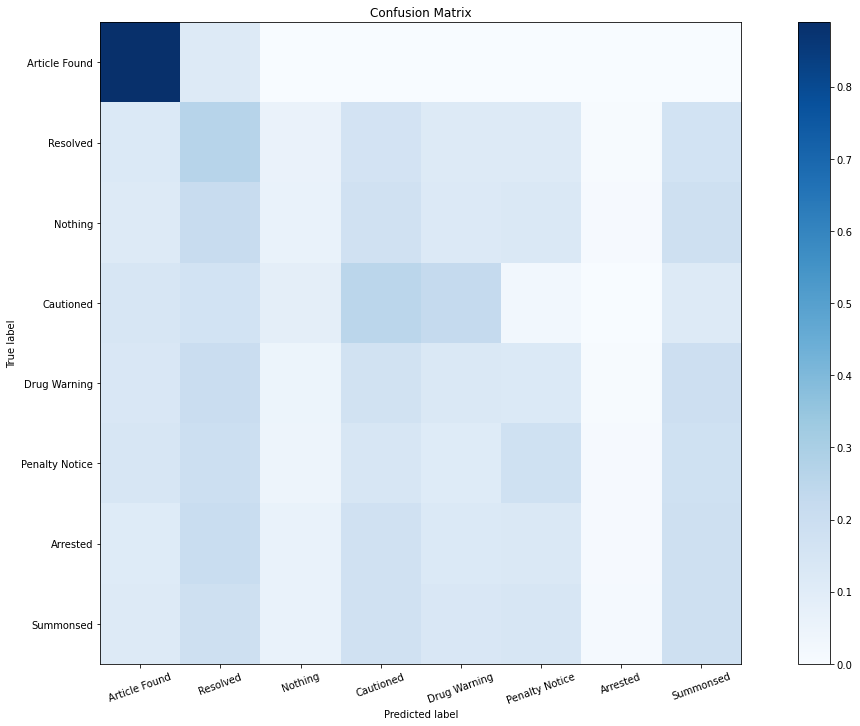 Confusion Matrix
True label
Article Found
Resolved
Nothing
Cautioned
Drug Warning
Penalty Notice
Arrested
Summonsed
Article Found
Resolved
Nothing
Cautioned
Drug Warning
Penalty Notice
Arrested
Summonsed
Predicted label
0.8
0.7
0.6
0.5
0.4
0.3
0.2
0.1
0.0